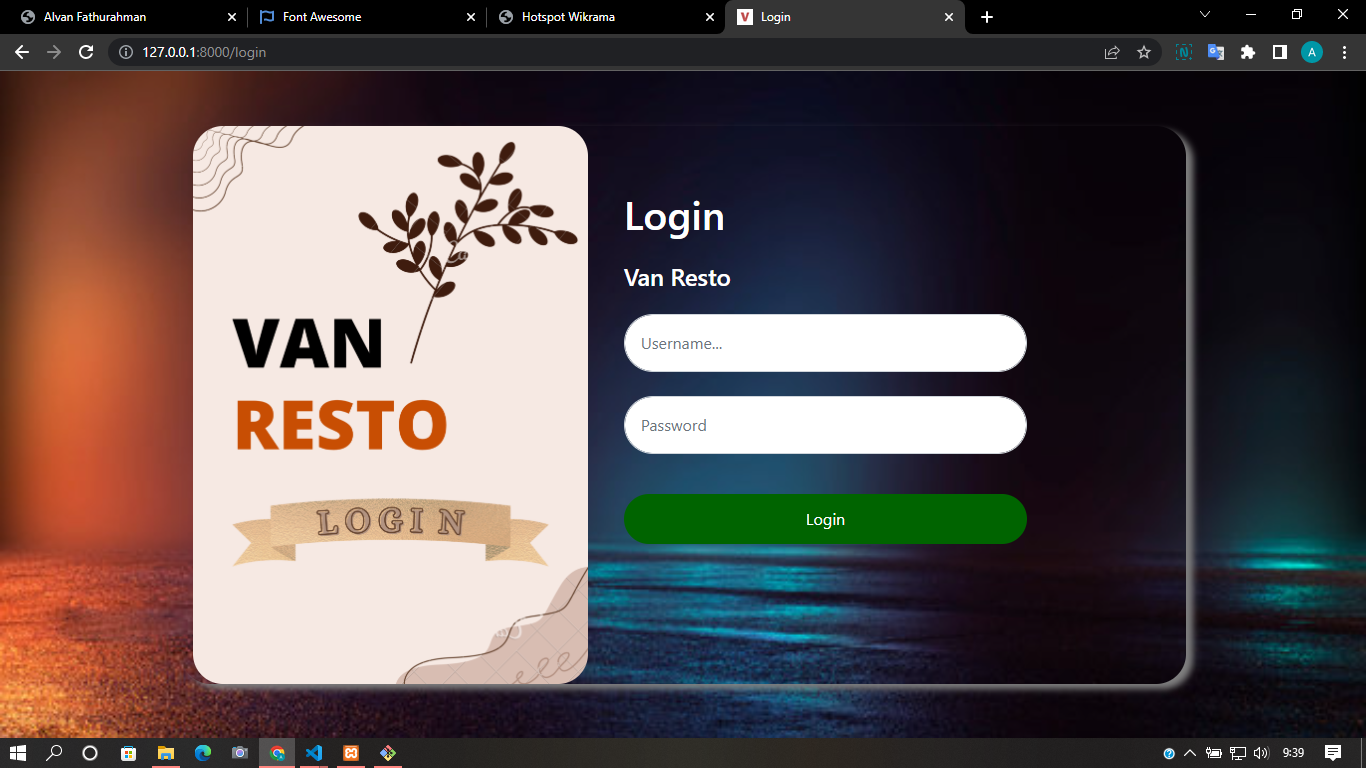 Alvan Fathurahman
Font Awesome
Hotspot Wikrama
V
Login
127.0.0.1:8000/login
A
Login
Van Resto
Username...
Password
Login
VAN
RESTO
LOGIN
9:39